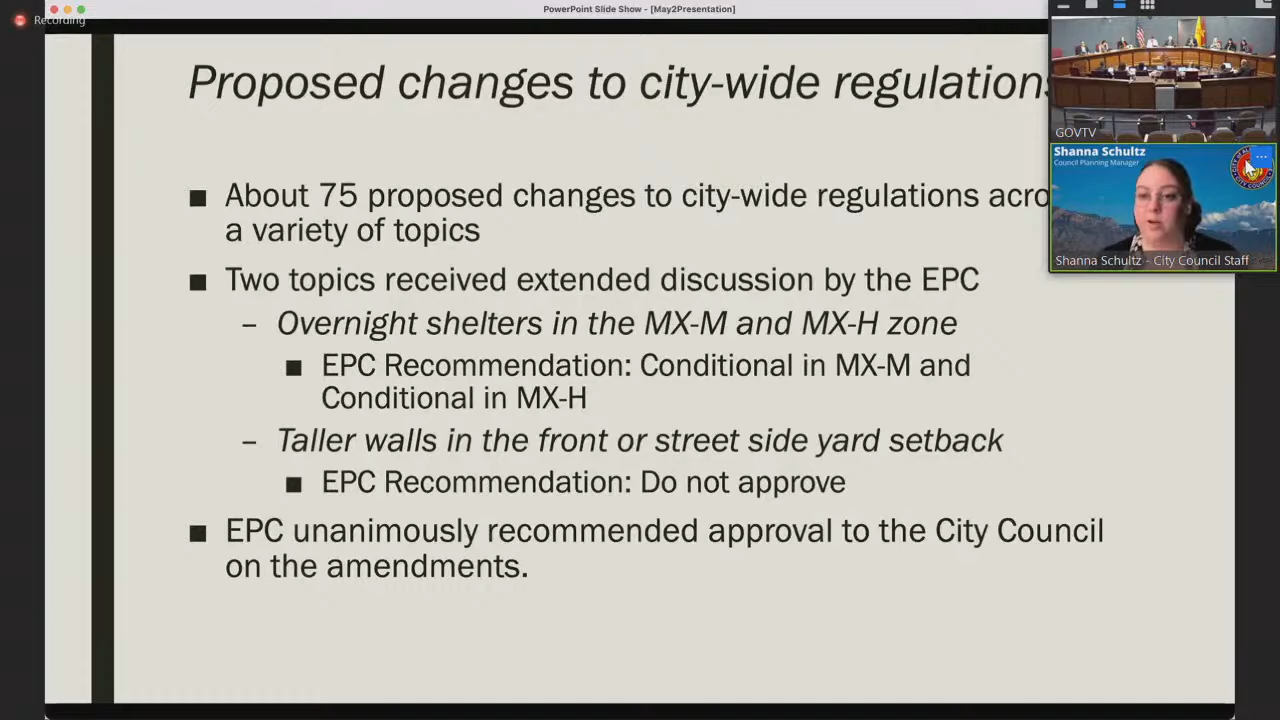 Recording
PowerPoint Slide Show - [May2Presentation]
Proposed changes to city-wide regulations
GOVTV
Shanna Schultz
Council Planning Manager
■ About 75 proposed changes to city-wide regulations acro
a variety of topics
Shanna Schultz - City Council Staff
■ Two topics received extended discussion by the EPC
– Overnight shelters in the MX-M and MX-H zone
■ EPC Recommendation: Conditional in MX-M and
Conditional in MX-H
– Taller walls in the front or street side yard setback
■ EPC Recommendation: Do not approve
■ EPC unanimously recommended approval to the City Council
on the amendments.